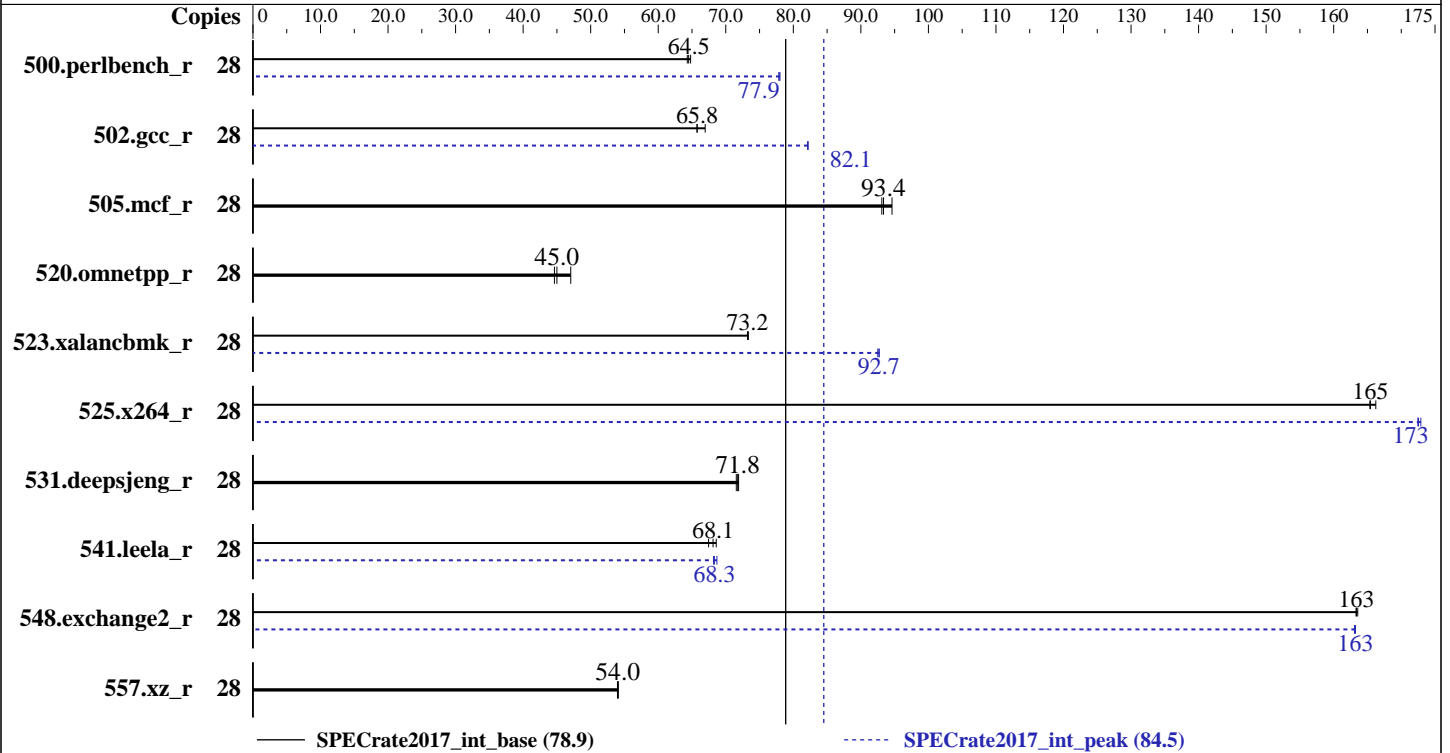 Copies 0 10.0 20.0 30.0 40.0 50.0 60.0 70.0 80.0 90.0 100 110 120 130 140 150 160 175
64.5
500.perlbench_r 28
77.9
65.8
502.gcc_r 28
82.1
93.4
505.mcf_r 28
45.0
520.omnetpp_r 28
73.2
523.xalancbmk_r 28
92.7
165
525.x264_r 28
173
71.8
531.deepsjeng_r 28
68.1
541.leela_r 28
68.3
163
548.exchange2_r 28
163
54.0
557.xz_r 28
SPECrate2017_int_base (78.9) SPECrate2017_int_peak (84.5)